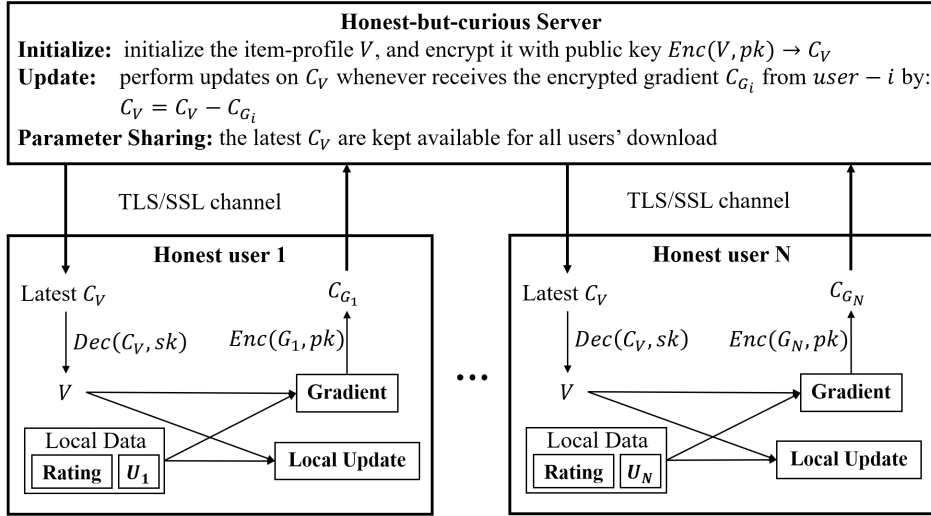 Honest-but-curious Server
Initialize: initialize the item-profile V, and encrypt it with public key Enc(V, pk) → C_V
Update: perform updates on C_V whenever receives the encrypted gradient C_{G_i} from user − i by:
C_V = C_V − C_{G_i}
Parameter Sharing: the latest C_V are kept available for all users' download
TLS/SSL channel
TLS/SSL channel
Honest user 1
Latest C_V
C_{G_1}
Dec(C_V, sk)
Enc(G_1, pk)
V
Gradient
Local Data
Rating
U_1
Local Update
...
Honest user N
Latest C_V
C_{G_N}
Dec(C_V, sk)
Enc(G_N, pk)
V
Gradient
Local Data
Rating
U_N
Local Update